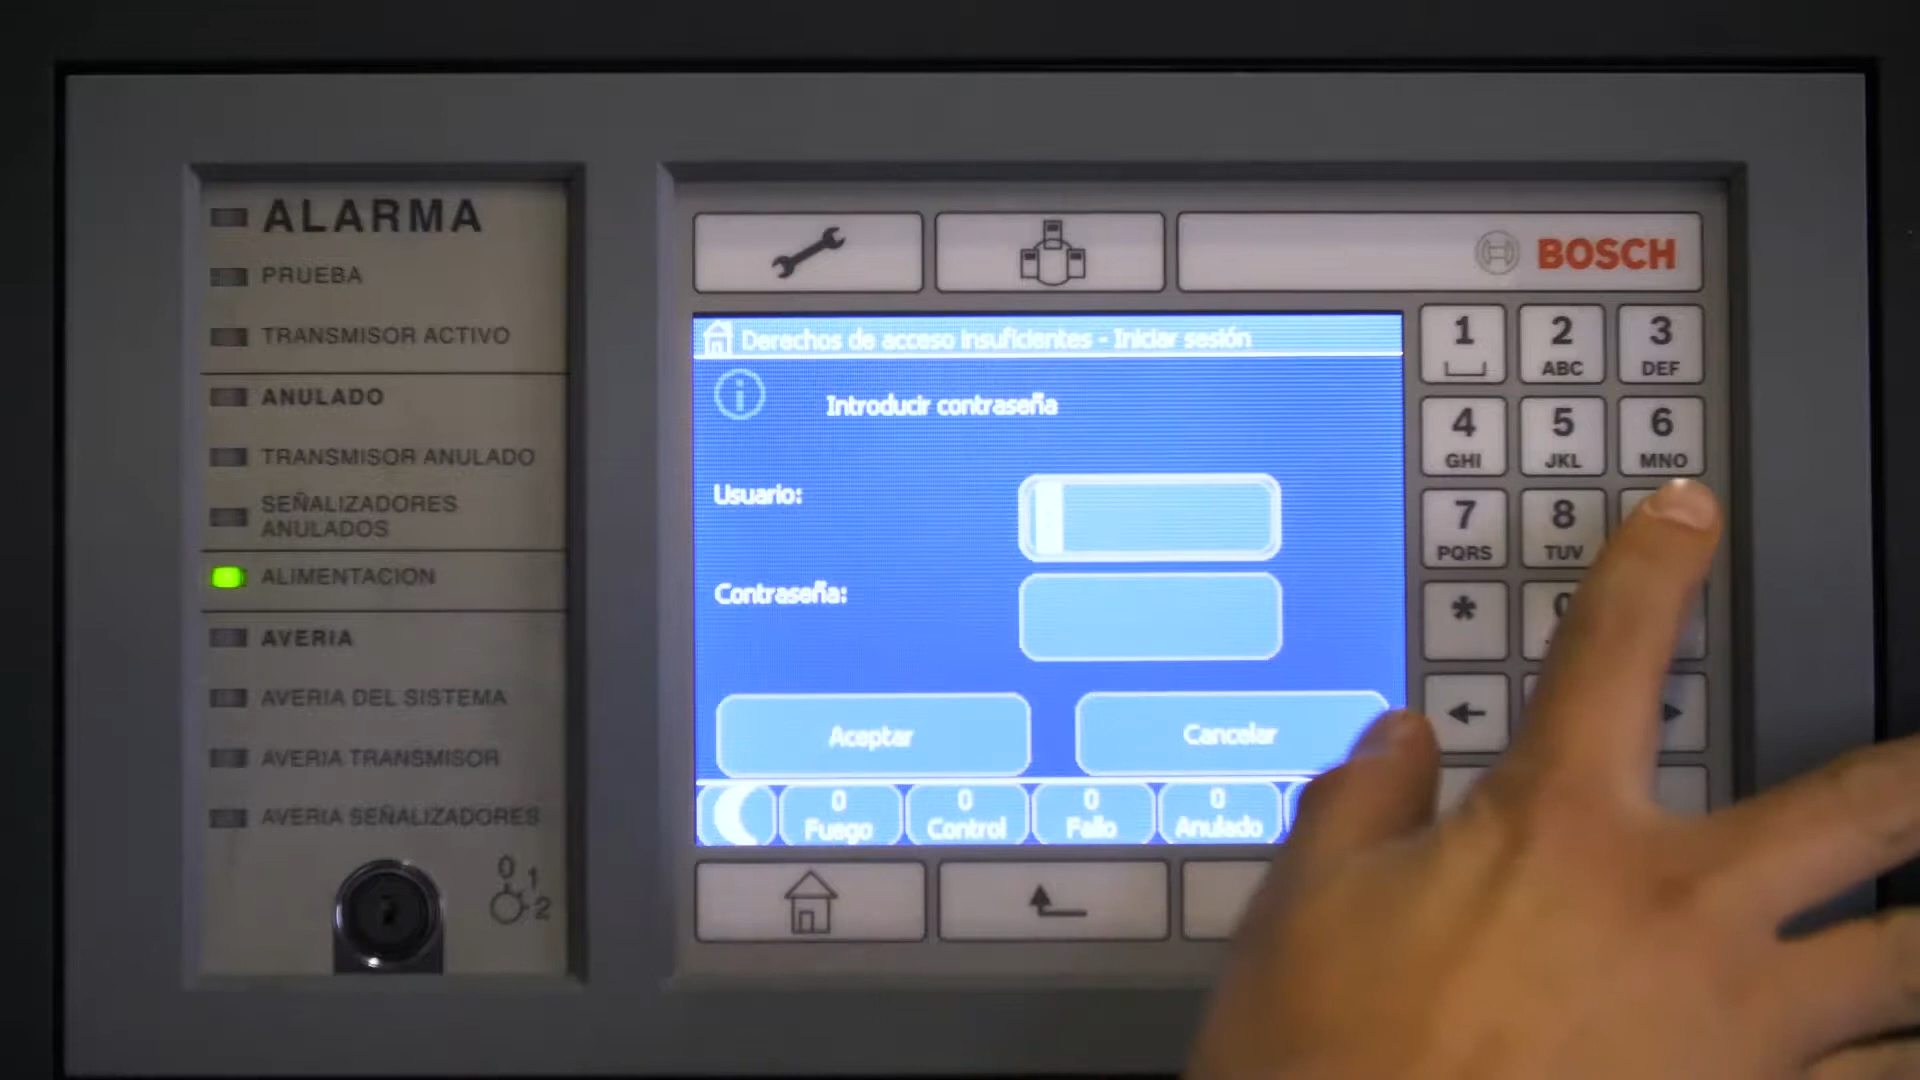 ALARMA
PRUEBA
TRANSMISOR ACTIVO
ANULADO
TRANSMISOR ANULADO
SEÑALIZADORES
ANULADOS
ALIMENTACION
AVERIA
AVERIA DEL SISTEMA
AVERIA TRANSMISOR
AVERIA SEÑALIZADORES
0
1
2
BOSCH
Derechos de acceso insuficientes - Iniciar sesión
i
Introducir contraseña
Usuario:
Contraseña:
Aceptar
Cancelar
0 0 0 0
Fuego Control Fallo Anulado
1 2 3
ABC DEF
4 5 6
GHI JKL MNO
7 8
PQRS TUV
* 0